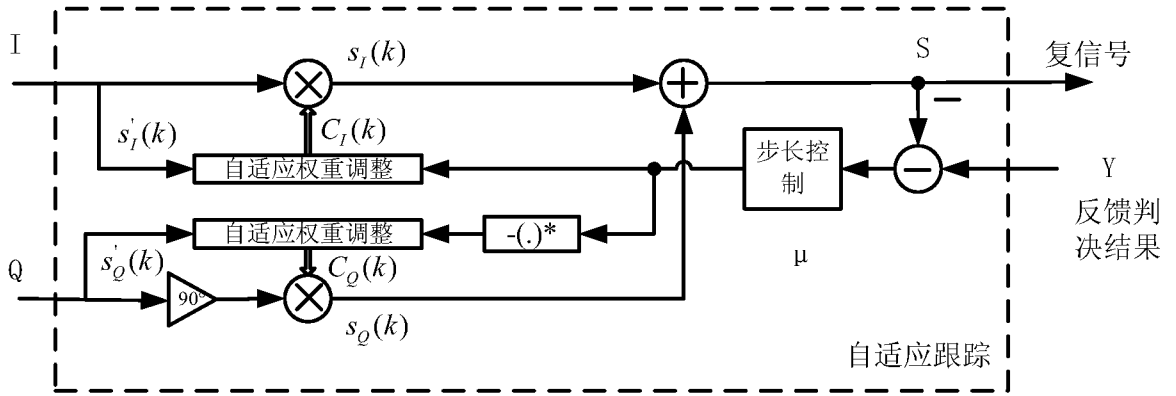 I
s_I(k)
S
复信号
s'_I(k)
C_I(k)
−
自适应权重调整
步长控
制
Y
反馈判
决结果
自适应权重调整
-(.)*
μ
Q
s'_Q(k)
90°
C_Q(k)
s_Q(k)
自适应跟踪